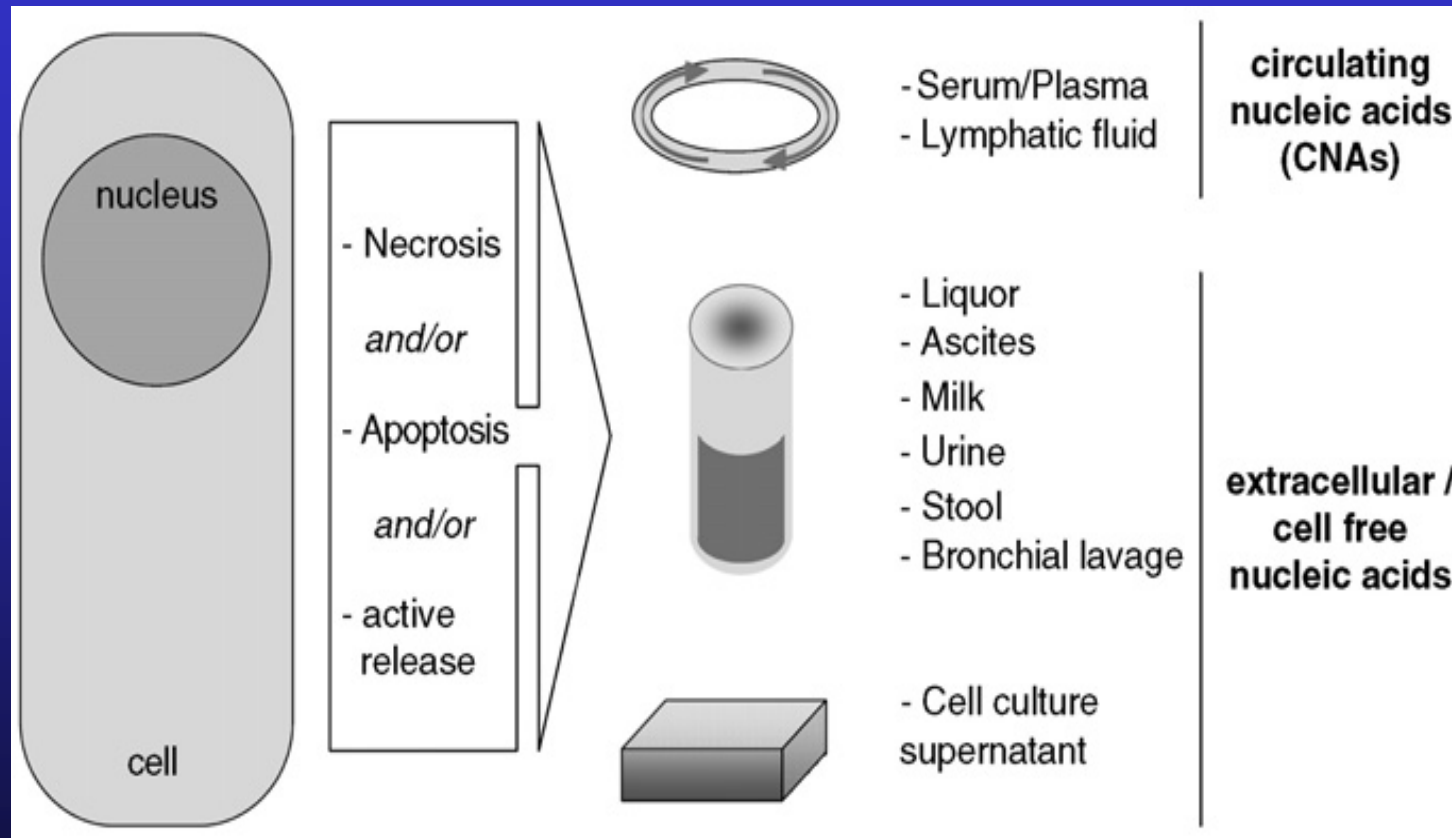 nucleus
cell
- Necrosis
and/or
- Apoptosis
and/or
- active
release
- Serum/Plasma
- Lymphatic fluid
circulating
nucleic acids
(CNAs)
- Liquor
- Ascites
- Milk
- Urine
- Stool
- Bronchial lavage
- Cell culture
supernatant
extracellular /
cell free
nucleic acids